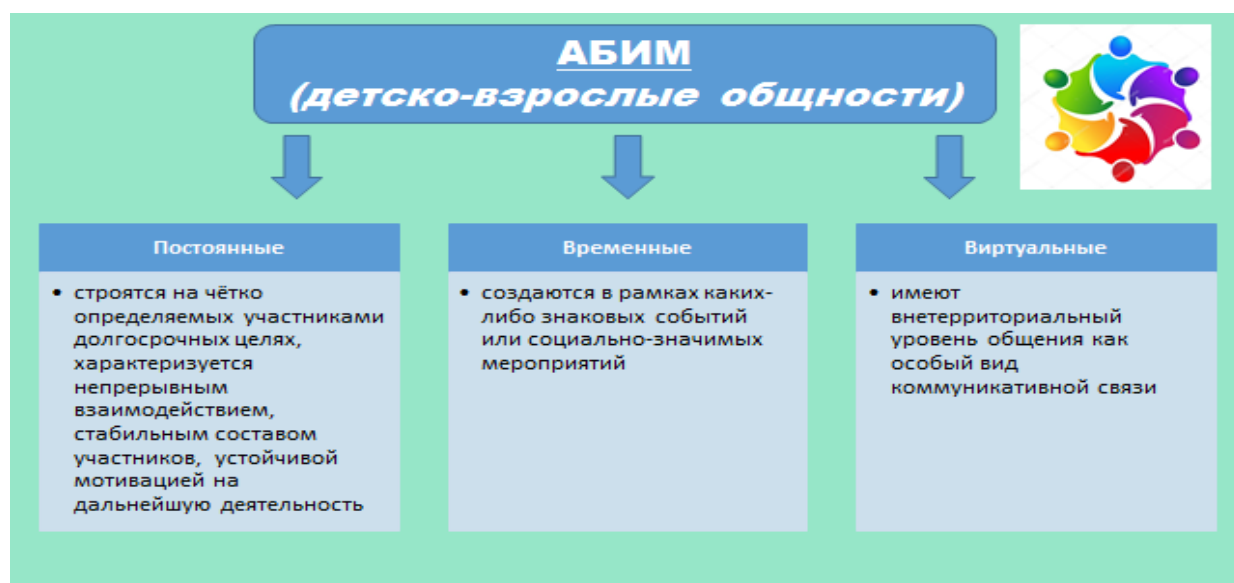 АБИМ
(детско-взрослые общности)
Постоянные
• строятся на чётко
определяемых участниками
долгосрочных целях,
характеризуется
непрерывным
взаимодействием,
стабильным составом
участников, устойчивой
мотивацией на
дальнейшую деятельность
Временные
• создаются в рамках каких-
либо знаковых событий
или социально-значимых
мероприятий
Виртуальные
• имеют
внетерриториальный
уровень общения как
особый вид
коммуникативной связи